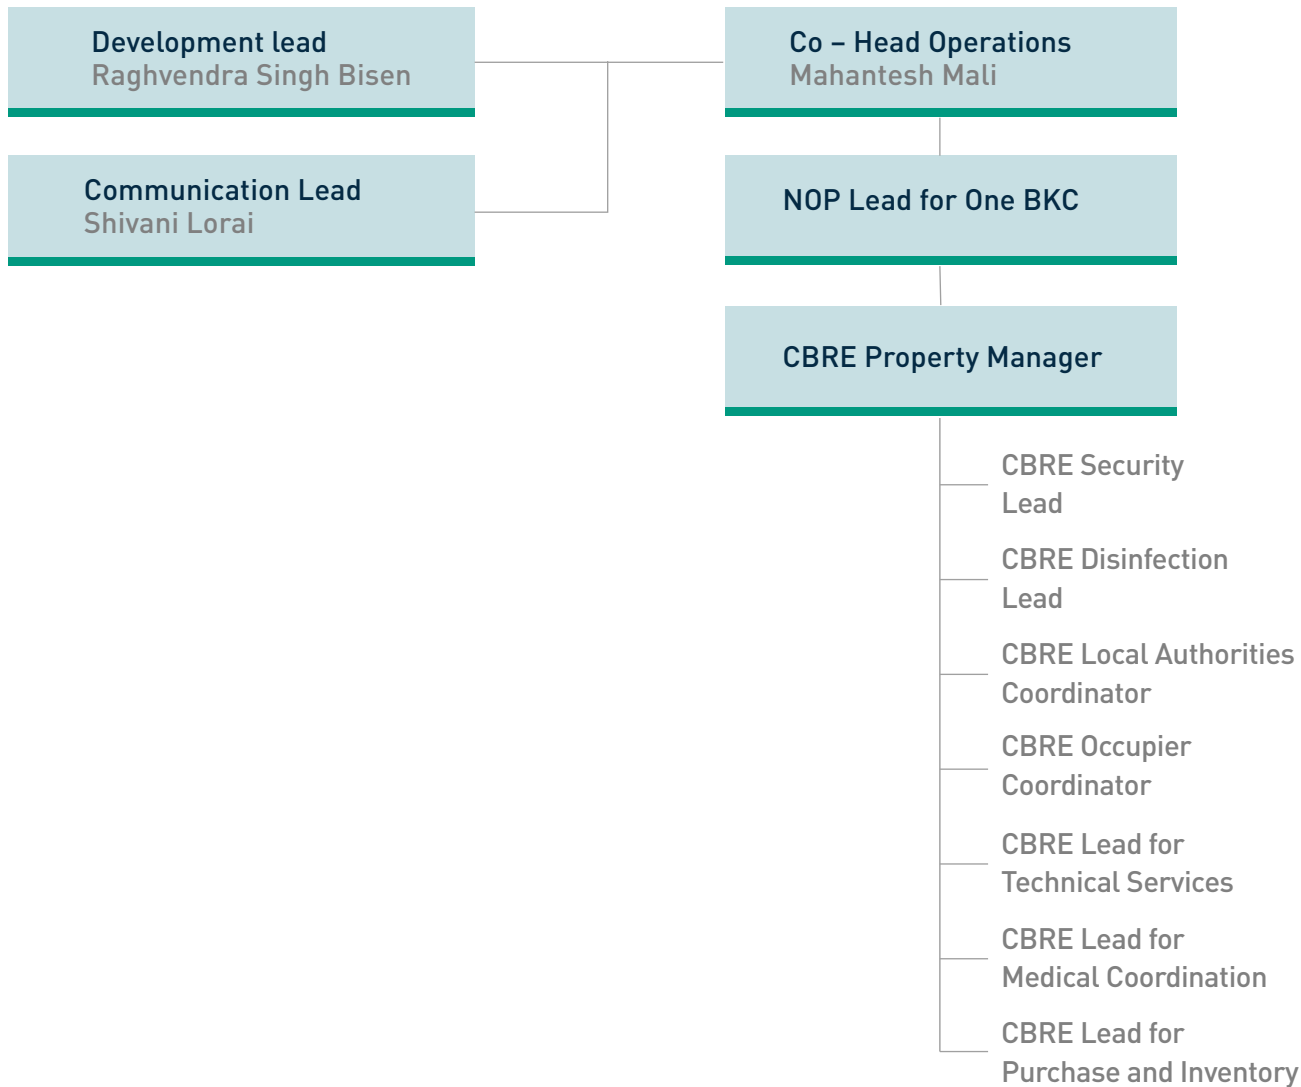 Development lead
Raghvendra Singh Bisen
Co – Head Operations
Mahantesh Mali
Communication Lead
Shivani Lorai
NOP Lead for One BKC
CBRE Property Manager
CBRE Security
Lead
CBRE Disinfection
Lead
CBRE Local Authorities
Coordinator
CBRE Occupier
Coordinator
CBRE Lead for
Technical Services
CBRE Lead for
Medical Coordination
CBRE Lead for
Purchase and Inventory